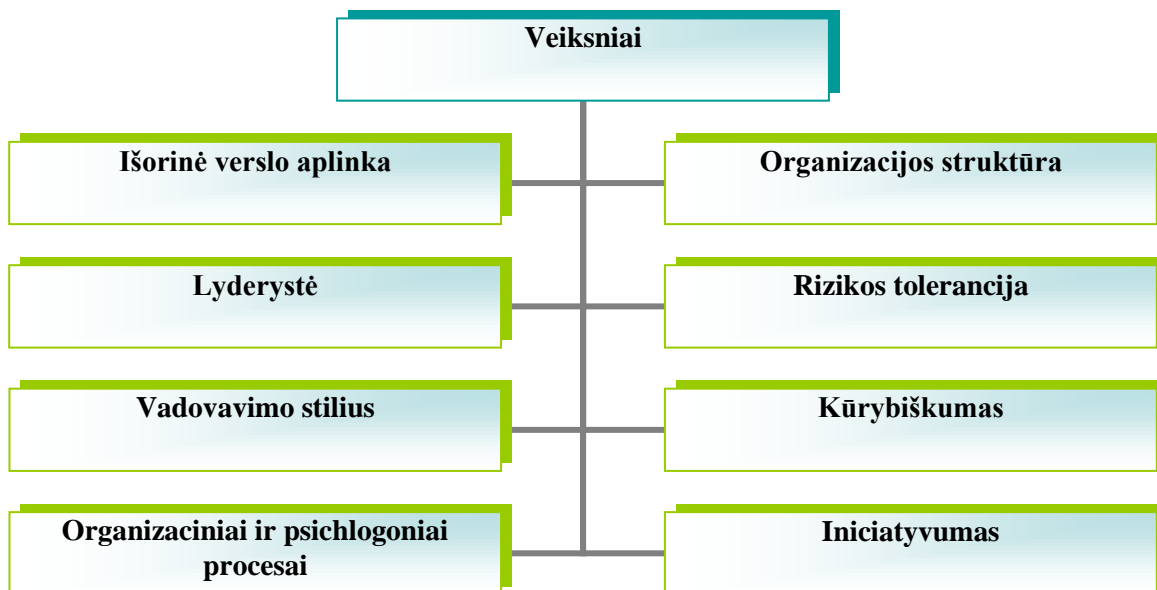 Veiksniai
Išorinė verslo aplinka
Organizacijos struktūra
Lyderystė
Rizikos tolerancija
Vadovavimo stilius
Kūrybiškumas
Organizaciniai ir psichlogoniai
procesai
Iniciatyvumas